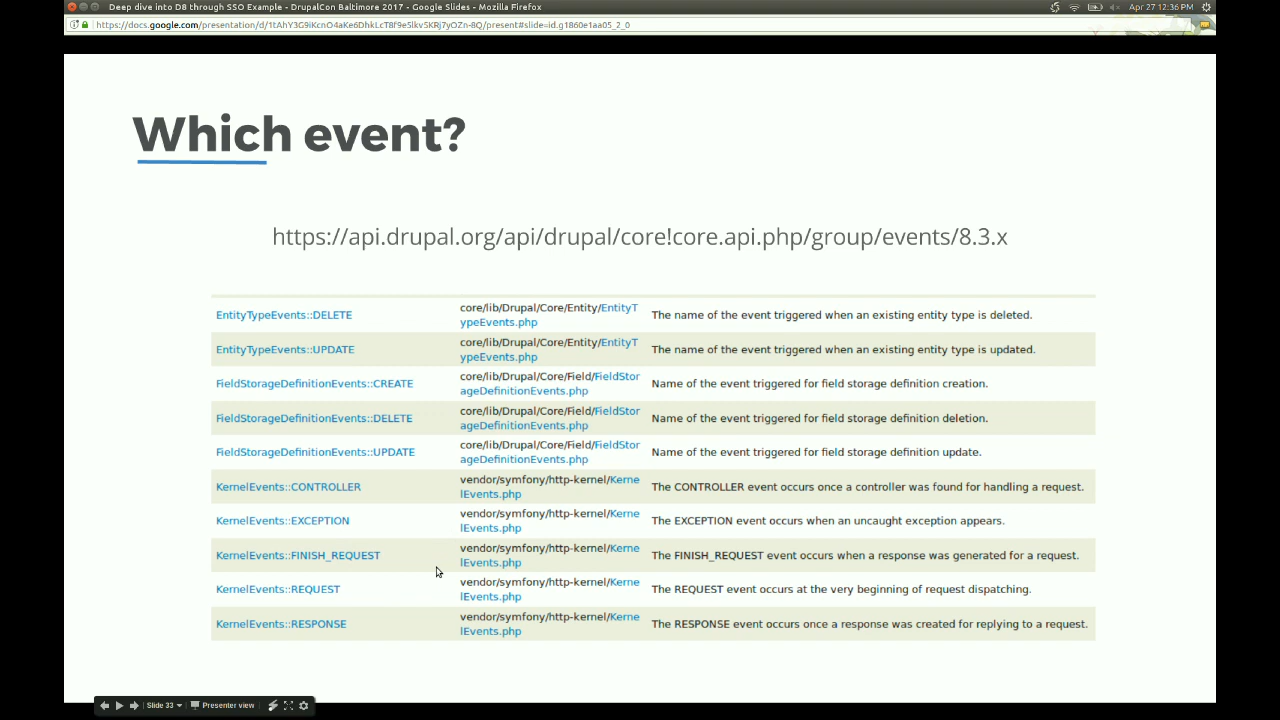 Deep dive into D8 through SSO Example - DrupalCon Baltimore 2017 - Google Slides - Mozilla Firefox
Apr 27 12:36 PM
https://docs.google.com/presentation/d/1tAhY3G9iKcnO4aKe6DhkLcT8f9e5lkv5KRj7yOZn-8Q/present#slide=id.g1860e1aa05_2_0
Which event?
https://api.drupal.org/api/drupal/core!core.api.php/group/events/8.3.x
EntityTypeEvents::DELETE core/lib/Drupal/Core/Entity/EntityT The name of the event triggered when an existing entity type is deleted.
ypeEvents.php
EntityTypeEvents::UPDATE core/lib/Drupal/Core/Entity/EntityT The name of the event triggered when an existing entity type is updated.
ypeEvents.php
FieldStorageDefinitionEvents::CREATE core/lib/Drupal/Core/Field/FieldStor Name of the event triggered for field storage definition creation.
ageDefinitionEvents.php
FieldStorageDefinitionEvents::DELETE core/lib/Drupal/Core/Field/FieldStor Name of the event triggered for field storage definition deletion.
ageDefinitionEvents.php
FieldStorageDefinitionEvents::UPDATE core/lib/Drupal/Core/Field/FieldStor Name of the event triggered for field storage definition update.
ageDefinitionEvents.php
KernelEvents::CONTROLLER vendor/symfony/http-kernel/Kerne The CONTROLLER event occurs once a controller was found for handling a request.
lEvents.php
KernelEvents::EXCEPTION vendor/symfony/http-kernel/Kerne The EXCEPTION event occurs when an uncaught exception appears.
lEvents.php
KernelEvents::FINISH_REQUEST vendor/symfony/http-kernel/Kerne The FINISH_REQUEST event occurs when a response was generated for a request.
lEvents.php
KernelEvents::REQUEST vendor/symfony/http-kernel/Kerne The REQUEST event occurs at the very beginning of request dispatching.
lEvents.php
KernelEvents::RESPONSE vendor/symfony/http-kernel/Kerne The RESPONSE event occurs once a response was created for replying to a request.
lEvents.php
Slide 33 Presenter view